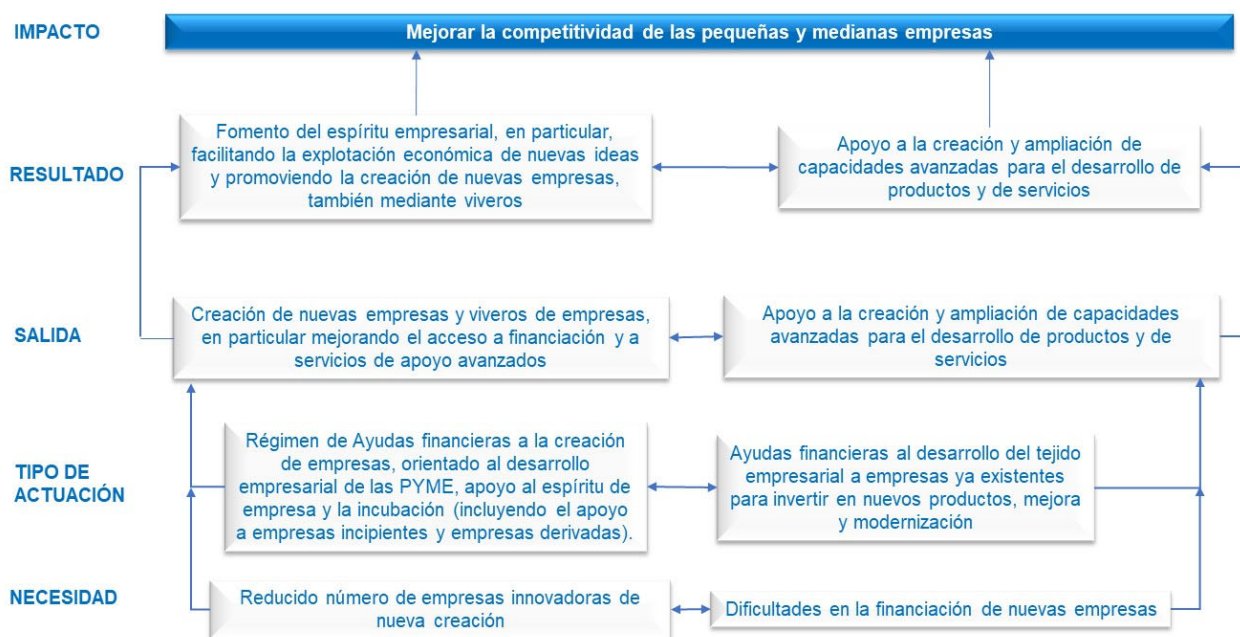 IMPACTO
Mejorar la competitividad de las pequeñas y medianas empresas
RESULTADO
Fomento del espíritu empresarial, en particular,
facilitando la explotación económica de nuevas ideas
y promoviendo la creación de nuevas empresas,
también mediante viveros
Apoyo a la creación y ampliación de
capacidades avanzadas para el desarrollo de
productos y de servicios
SALIDA
Creación de nuevas empresas y viveros de empresas,
en particular mejorando el acceso a financiación y a
servicios de apoyo avanzados
Apoyo a la creación y ampliación de capacidades
avanzadas para el desarrollo de productos y de
servicios
TIPO DE
ACTUACIÓN
Régimen de Ayudas financieras a la creación
de empresas, orientado al desarrollo
empresarial de las PYME, apoyo al espíritu de
empresa y la incubación (incluyendo el apoyo
a empresas incipientes y empresas derivadas).
Ayudas financieras al desarrollo del tejido
empresarial a empresas ya existentes
para invertir en nuevos productos, mejora
y modernización
NECESIDAD
Reducido número de empresas innovadoras de
nueva creación
Dificultades en la financiación de nuevas empresas